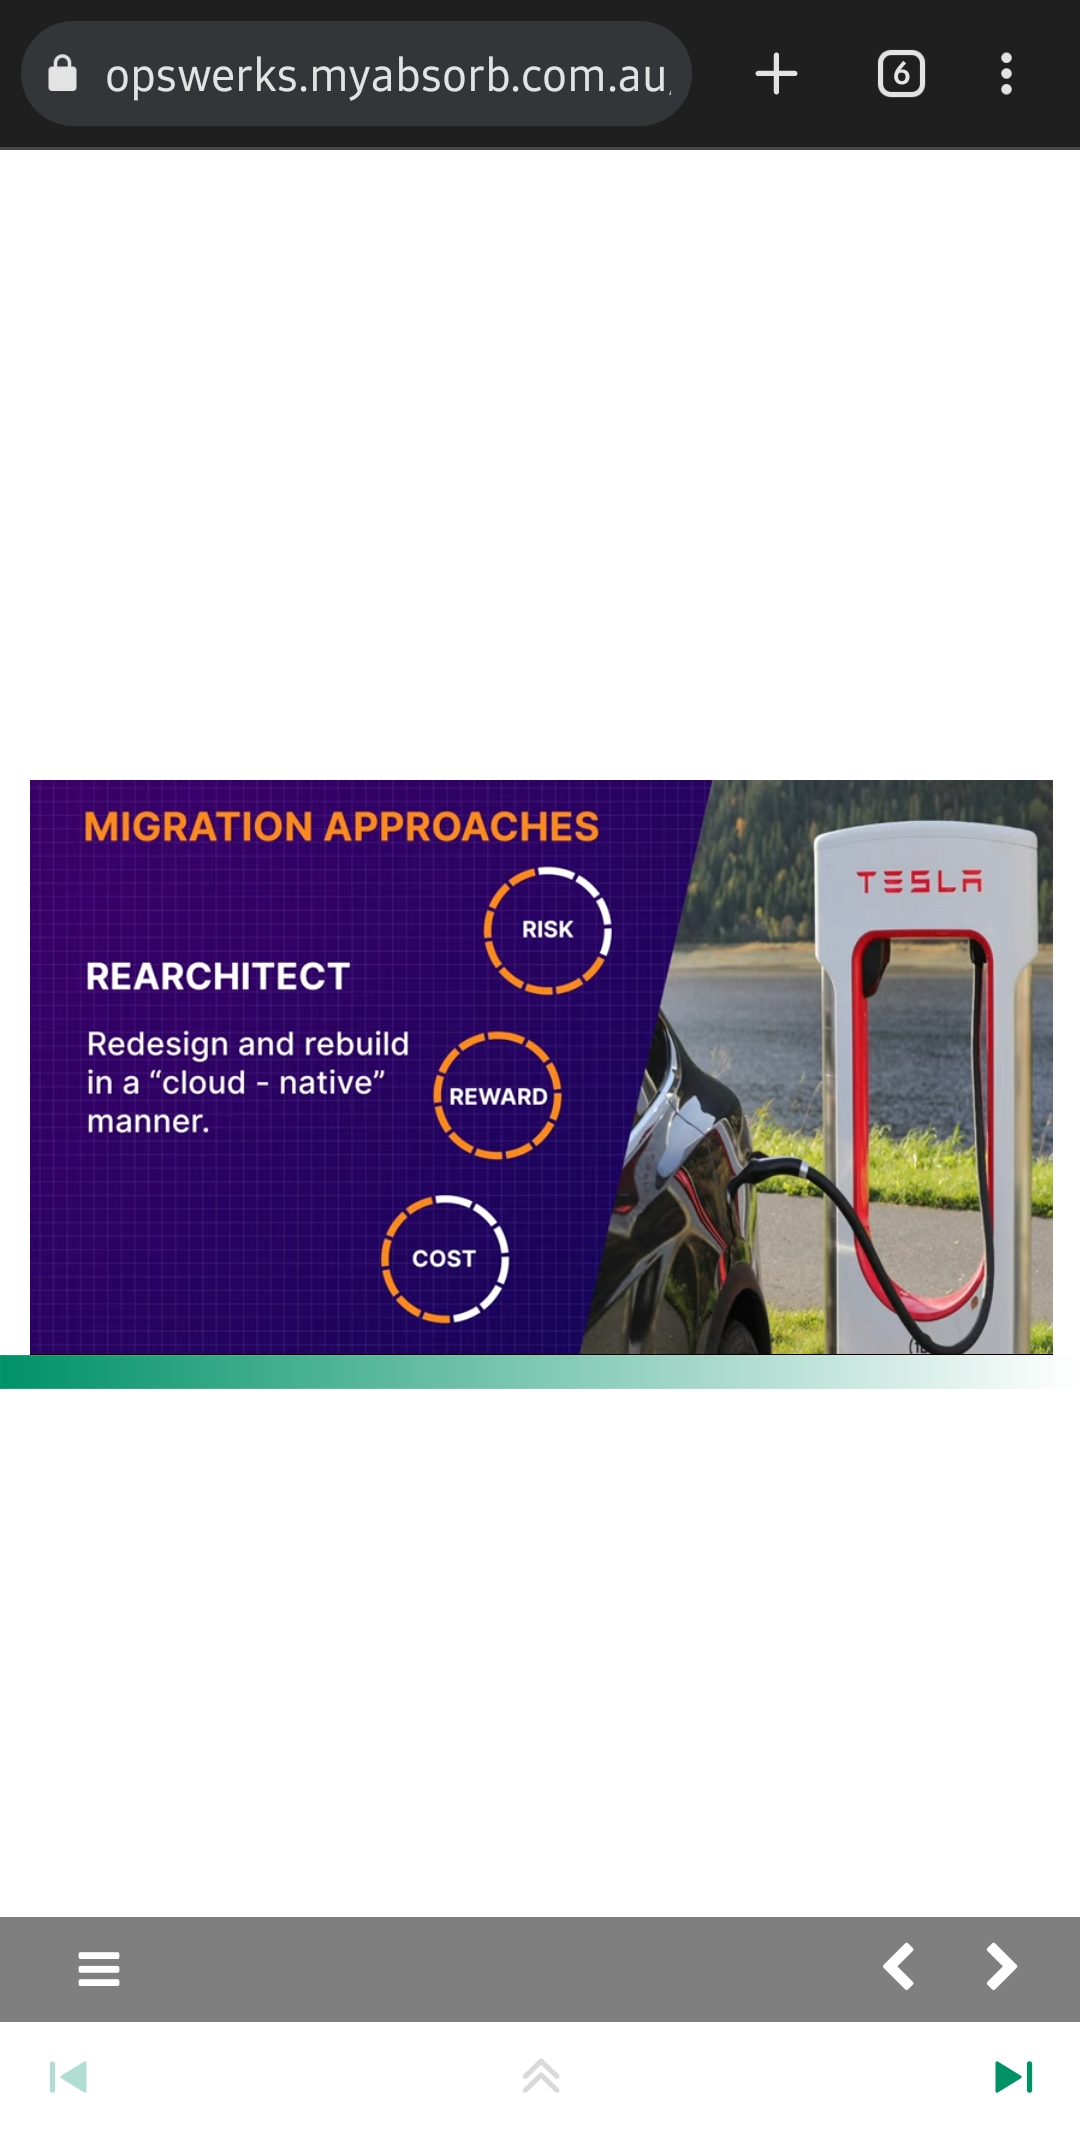 opswerks.myabsorb.com.au
6
MIGRATION APPROACHES
RISK
TESLA
REARCHITECT
Redesign and rebuild
in a “cloud - native”
manner.
REWARD
COST